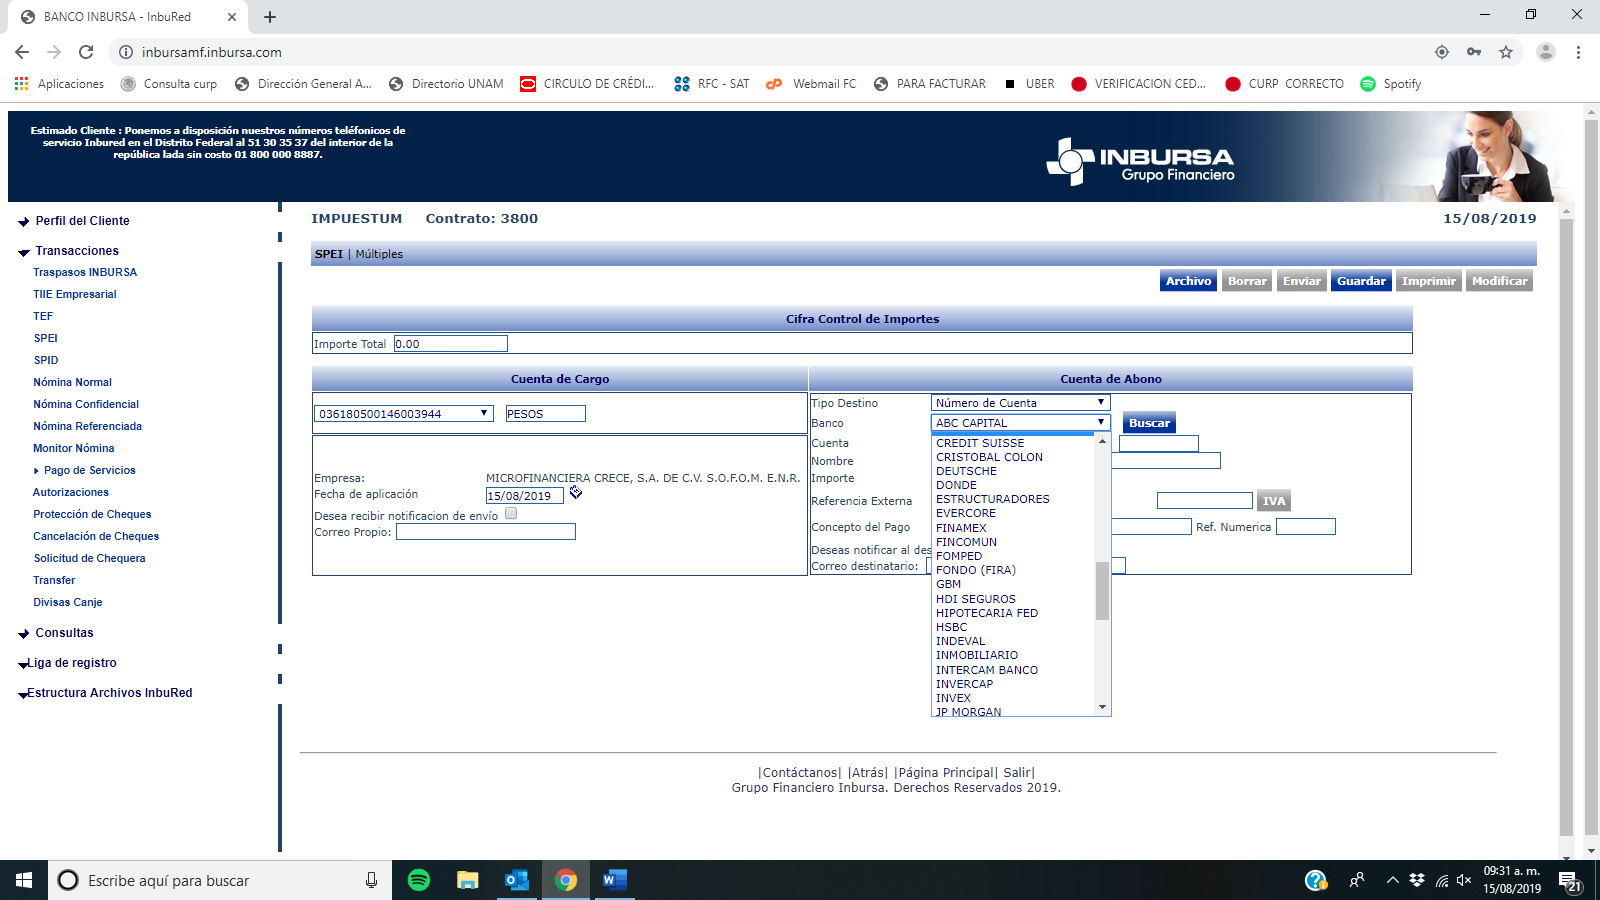 BANCO INBURSA - InbuRed
inbursamf.inbursa.com
Aplicaciones
Consulta curp
Dirección General A...
Directorio UNAM
CIRCULO DE CRÉDI...
RFC - SAT
Webmail FC
PARA FACTURAR
UBER
VERIFICACION CED...
CURP CORRECTO
Spotify
Estimado Cliente : Ponemos a disposición nuestros números teléfonicos de
servicio Inbured en el Distrito Federal al 51 30 35 37 del interior de la
república lada sin costo 01 800 000 8887.
INBURSA
Grupo Financiero
Perfil del Cliente
Transacciones
Traspasos INBURSA
TIIE Empresarial
TEF
SPEI
SPID
Nómina Normal
Nómina Confidencial
Nómina Referenciada
Monitor Nómina
Pago de Servicios
Autorizaciones
Protección de Cheques
Cancelación de Cheques
Solicitud de Chequera
Transfer
Divisas Canje
Consultas
Liga de registro
Estructura Archivos InbuRed
IMPUESTUM Contrato: 3800
15/08/2019
SPEI | Múltiples
Archivo Borrar Enviar Guardar Imprimir Modificar
Cifra Control de Importes
Importe Total 0.00
Cuenta de Cargo
036180500146003944 PESOS
Empresa: MICROFINANCIERA CRECE, S.A. DE C.V. S.O.F.O.M. E.N.R.
Fecha de aplicación 15/08/2019
Desea recibir notificacion de envío
Correo Propio:
Cuenta de Abono
Tipo Destino Número de Cuenta
Banco ABC CAPITAL Buscar
Cuenta
Nombre
Importe
Referencia Externa IVA
Concepto del Pago Ref. Numerica
Deseas notificar al des
Correo destinatario:
CREDIT SUISSE
CRISTOBAL COLON
DEUTSCHE
DONDE
ESTRUCTURADORES
EVERCORE
FINAMEX
FINCOMUN
FOMPED
FONDO (FIRA)
GBM
HDI SEGUROS
HIPOTECARIA FED
HSBC
INDEVAL
INMOBILIARIO
INTERCAM BANCO
INVERCAP
INVEX
JP MORGAN
|Contáctanos| |Atrás| |Página Principal| Salir|
Grupo Financiero Inbursa. Derechos Reservados 2019.
Escribe aquí para buscar
09:31 a. m.
15/08/2019
21